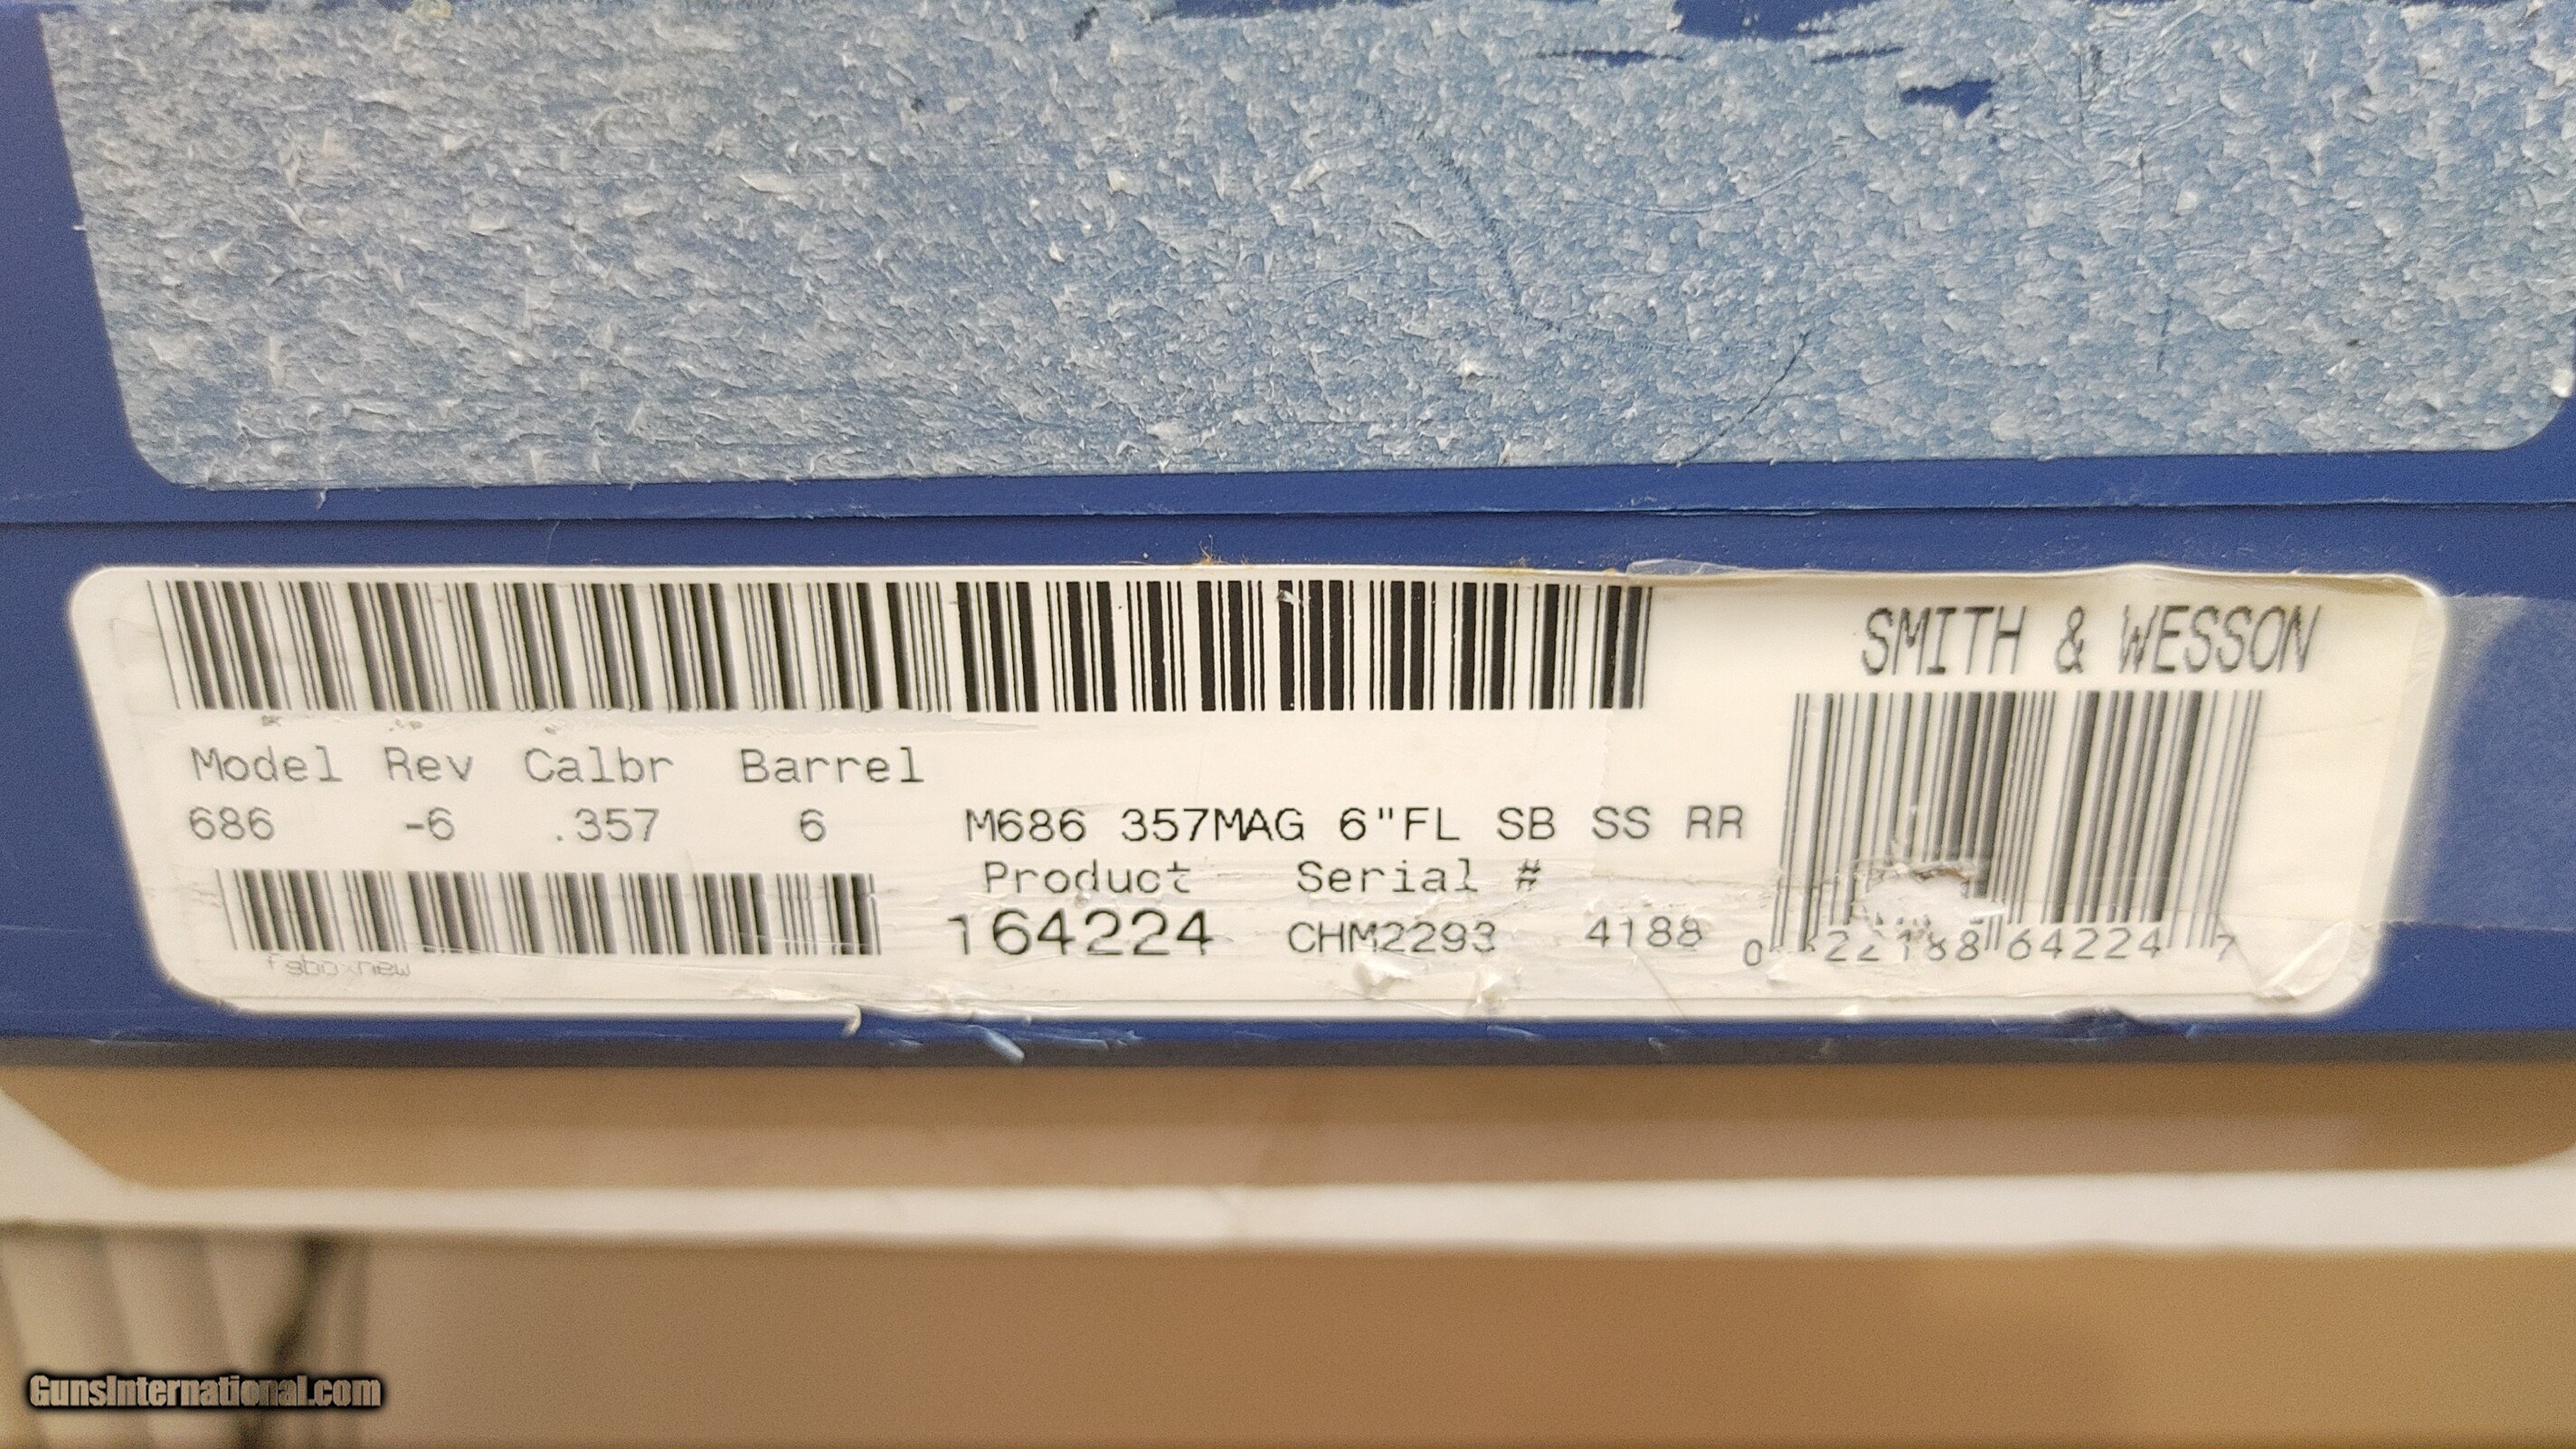 SMITH & WESSON
Model Rev Calbr Barrel
686 -6 .357 6 M686 357MAG 6"FL SB SS RR
Product Serial #
164224 CHM2293 4188
0 22188 64224 7
fsboxnew
GunsInternational.com